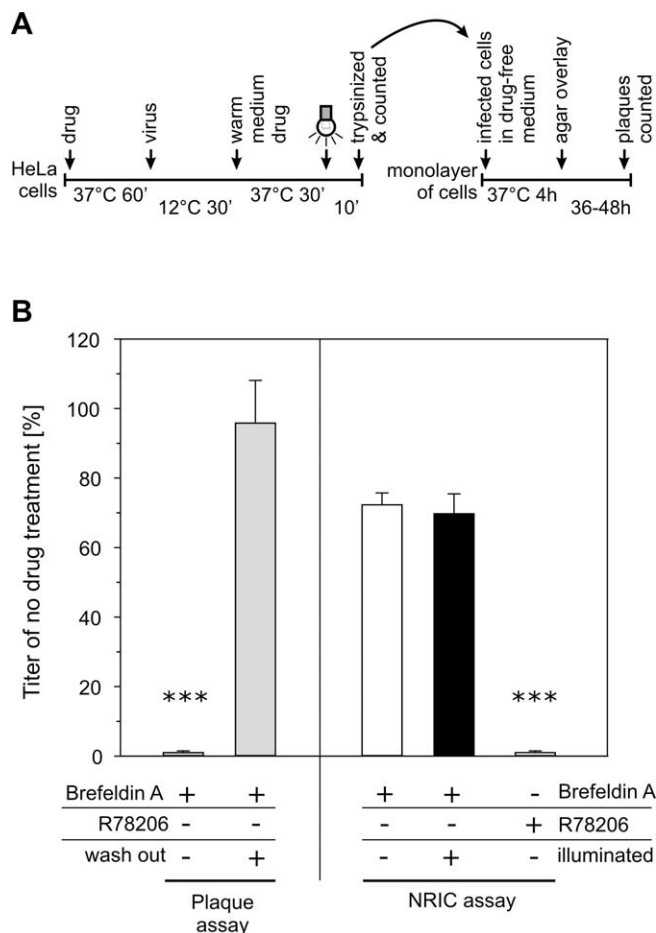 A
drug
virus
warm
medium
drug
trypsinized
& counted
infected cells
in drug-free
medium
agar overlay
plaques
counted
HeLa
cells
37°C 60’
12°C 30’
37°C 30’
10’
monolayer
of cells
37°C 4h
36-48h
B
Titer of no drug treatment [%]
120
100
80
60
40
20
0
***
***
Brefeldin A + + + + - Brefeldin A
R78206 - - - - + R78206
wash out - + - + - illuminated
Plaque
assay
NRIC assay